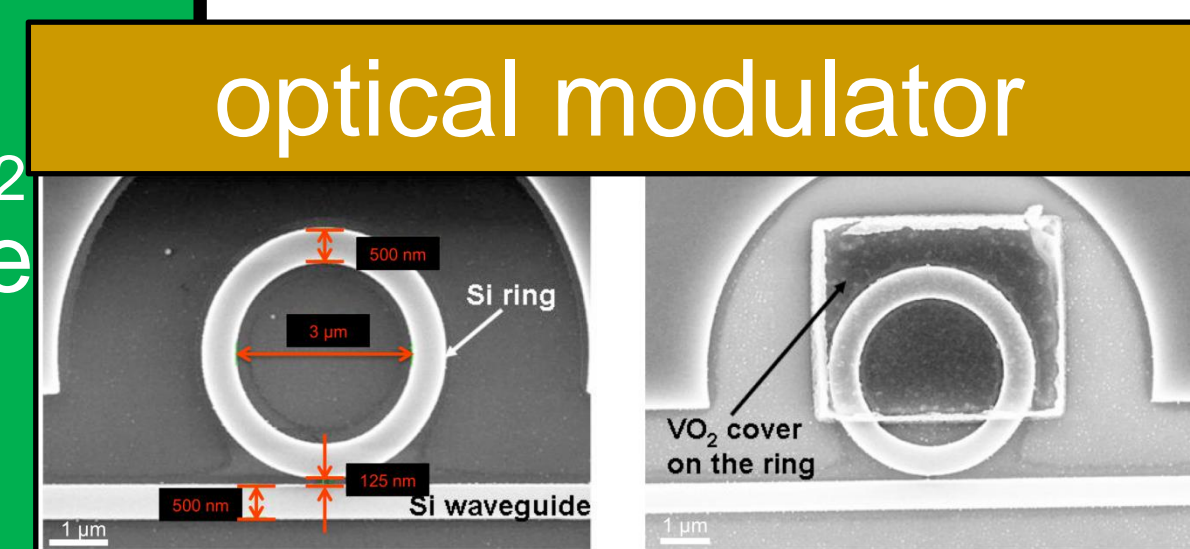 optical modulator
2
e
500 nm
Si ring
3 µm
125 nm
500 nm
Si waveguide
1 µm
VO2 cover
on the ring
1 µm